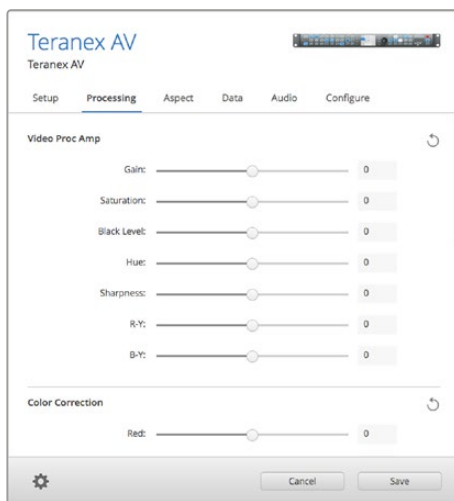 Teranex AV
Teranex AV
Setup Processing Aspect Data Audio Configure
Video Proc Amp
Gain: 0
Saturation: 0
Black Level: 0
Hue: 0
Sharpness: 0
R-Y: 0
B-Y: 0
Color Correction
Red: 0
Cancel Save